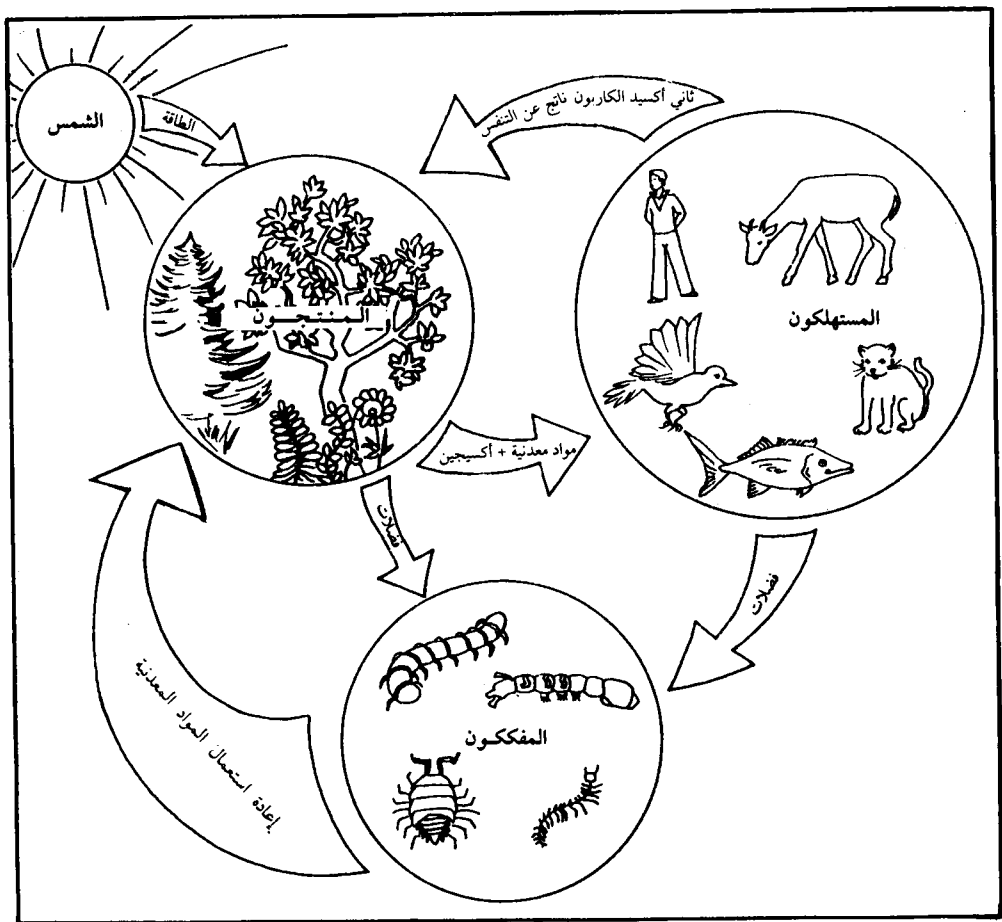 الشمس
الطاقة
ثاني أكسيد الكاربون ناتج عن التنفس
المنتجون
المستهلكون
مواد معدنية + أكسيجين
فضلات
فضلات
المفككون
إعادة استعمال المواد المعدنية